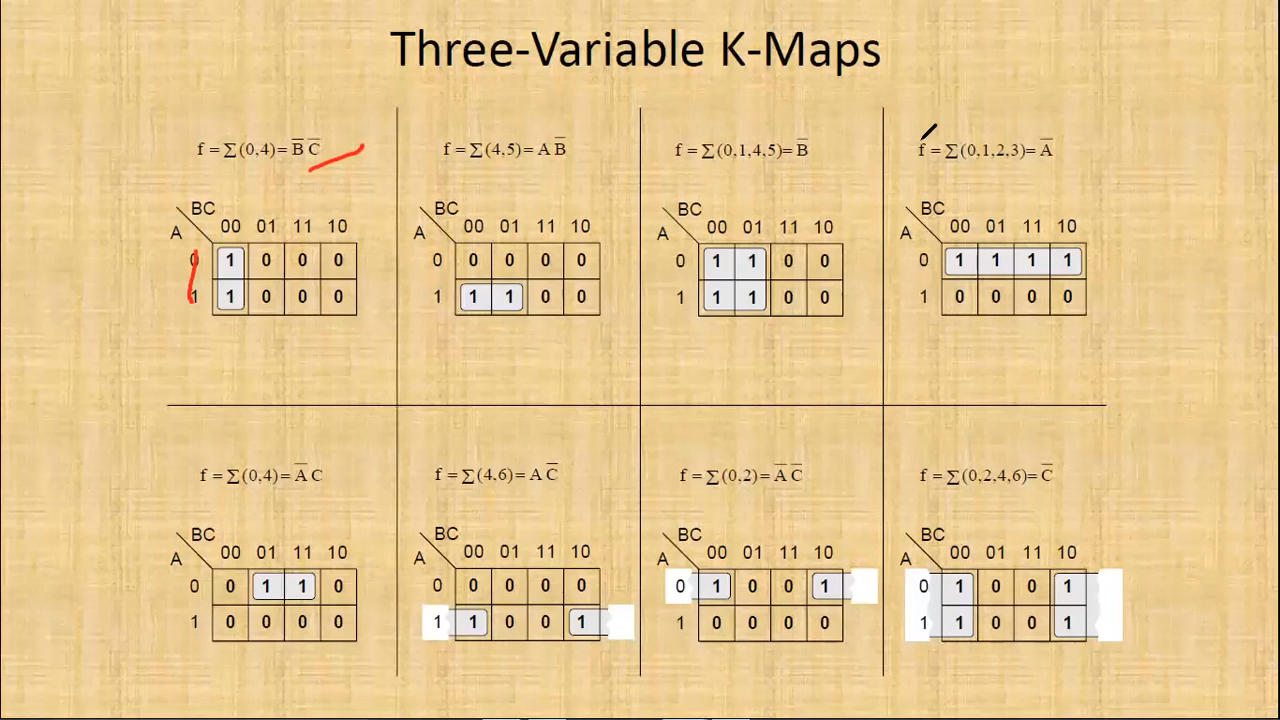 Three-Variable K-Maps
f = ∑(0,4)= B̅ C̅
BC
A
00 01 11 10
0 1 0 0 0
1 1 0 0 0
f = ∑(4,5)= A B̅
BC
A
00 01 11 10
0 0 0 0 0
1 1 1 0 0
f = ∑(0,1,4,5)= B̅
BC
A
00 01 11 10
0 1 1 0 0
1 1 1 0 0
f = ∑(0,1,2,3)= A̅
BC
A
00 01 11 10
0 1 1 1 1
1 0 0 0 0
f = ∑(0,4)= A̅ C
BC
A
00 01 11 10
0 0 1 1 0
1 0 0 0 0
f = ∑(4,6)= A C̅
BC
A
00 01 11 10
0 0 0 0 0
1 1 0 0 1
f = ∑(0,2)= A̅ C̅
BC
A
00 01 11 10
0 1 0 0 1
1 0 0 0 0
f = ∑(0,2,4,6)= C̅
BC
A
00 01 11 10
0 1 0 0 1
1 1 0 0 1